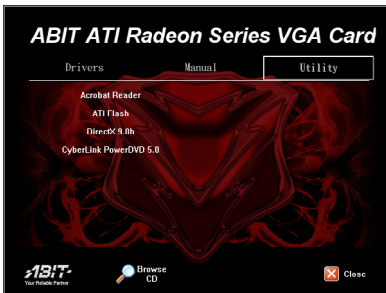 ABIT ATI Radeon Series VGA Card
Drivers Manual Utility
Acrobat Reader
ATI Flash
DirectX 9.0b
CyberLink PowerDVD 5.0
ABIT
Your Reliable Partner
Browse
CD
Close